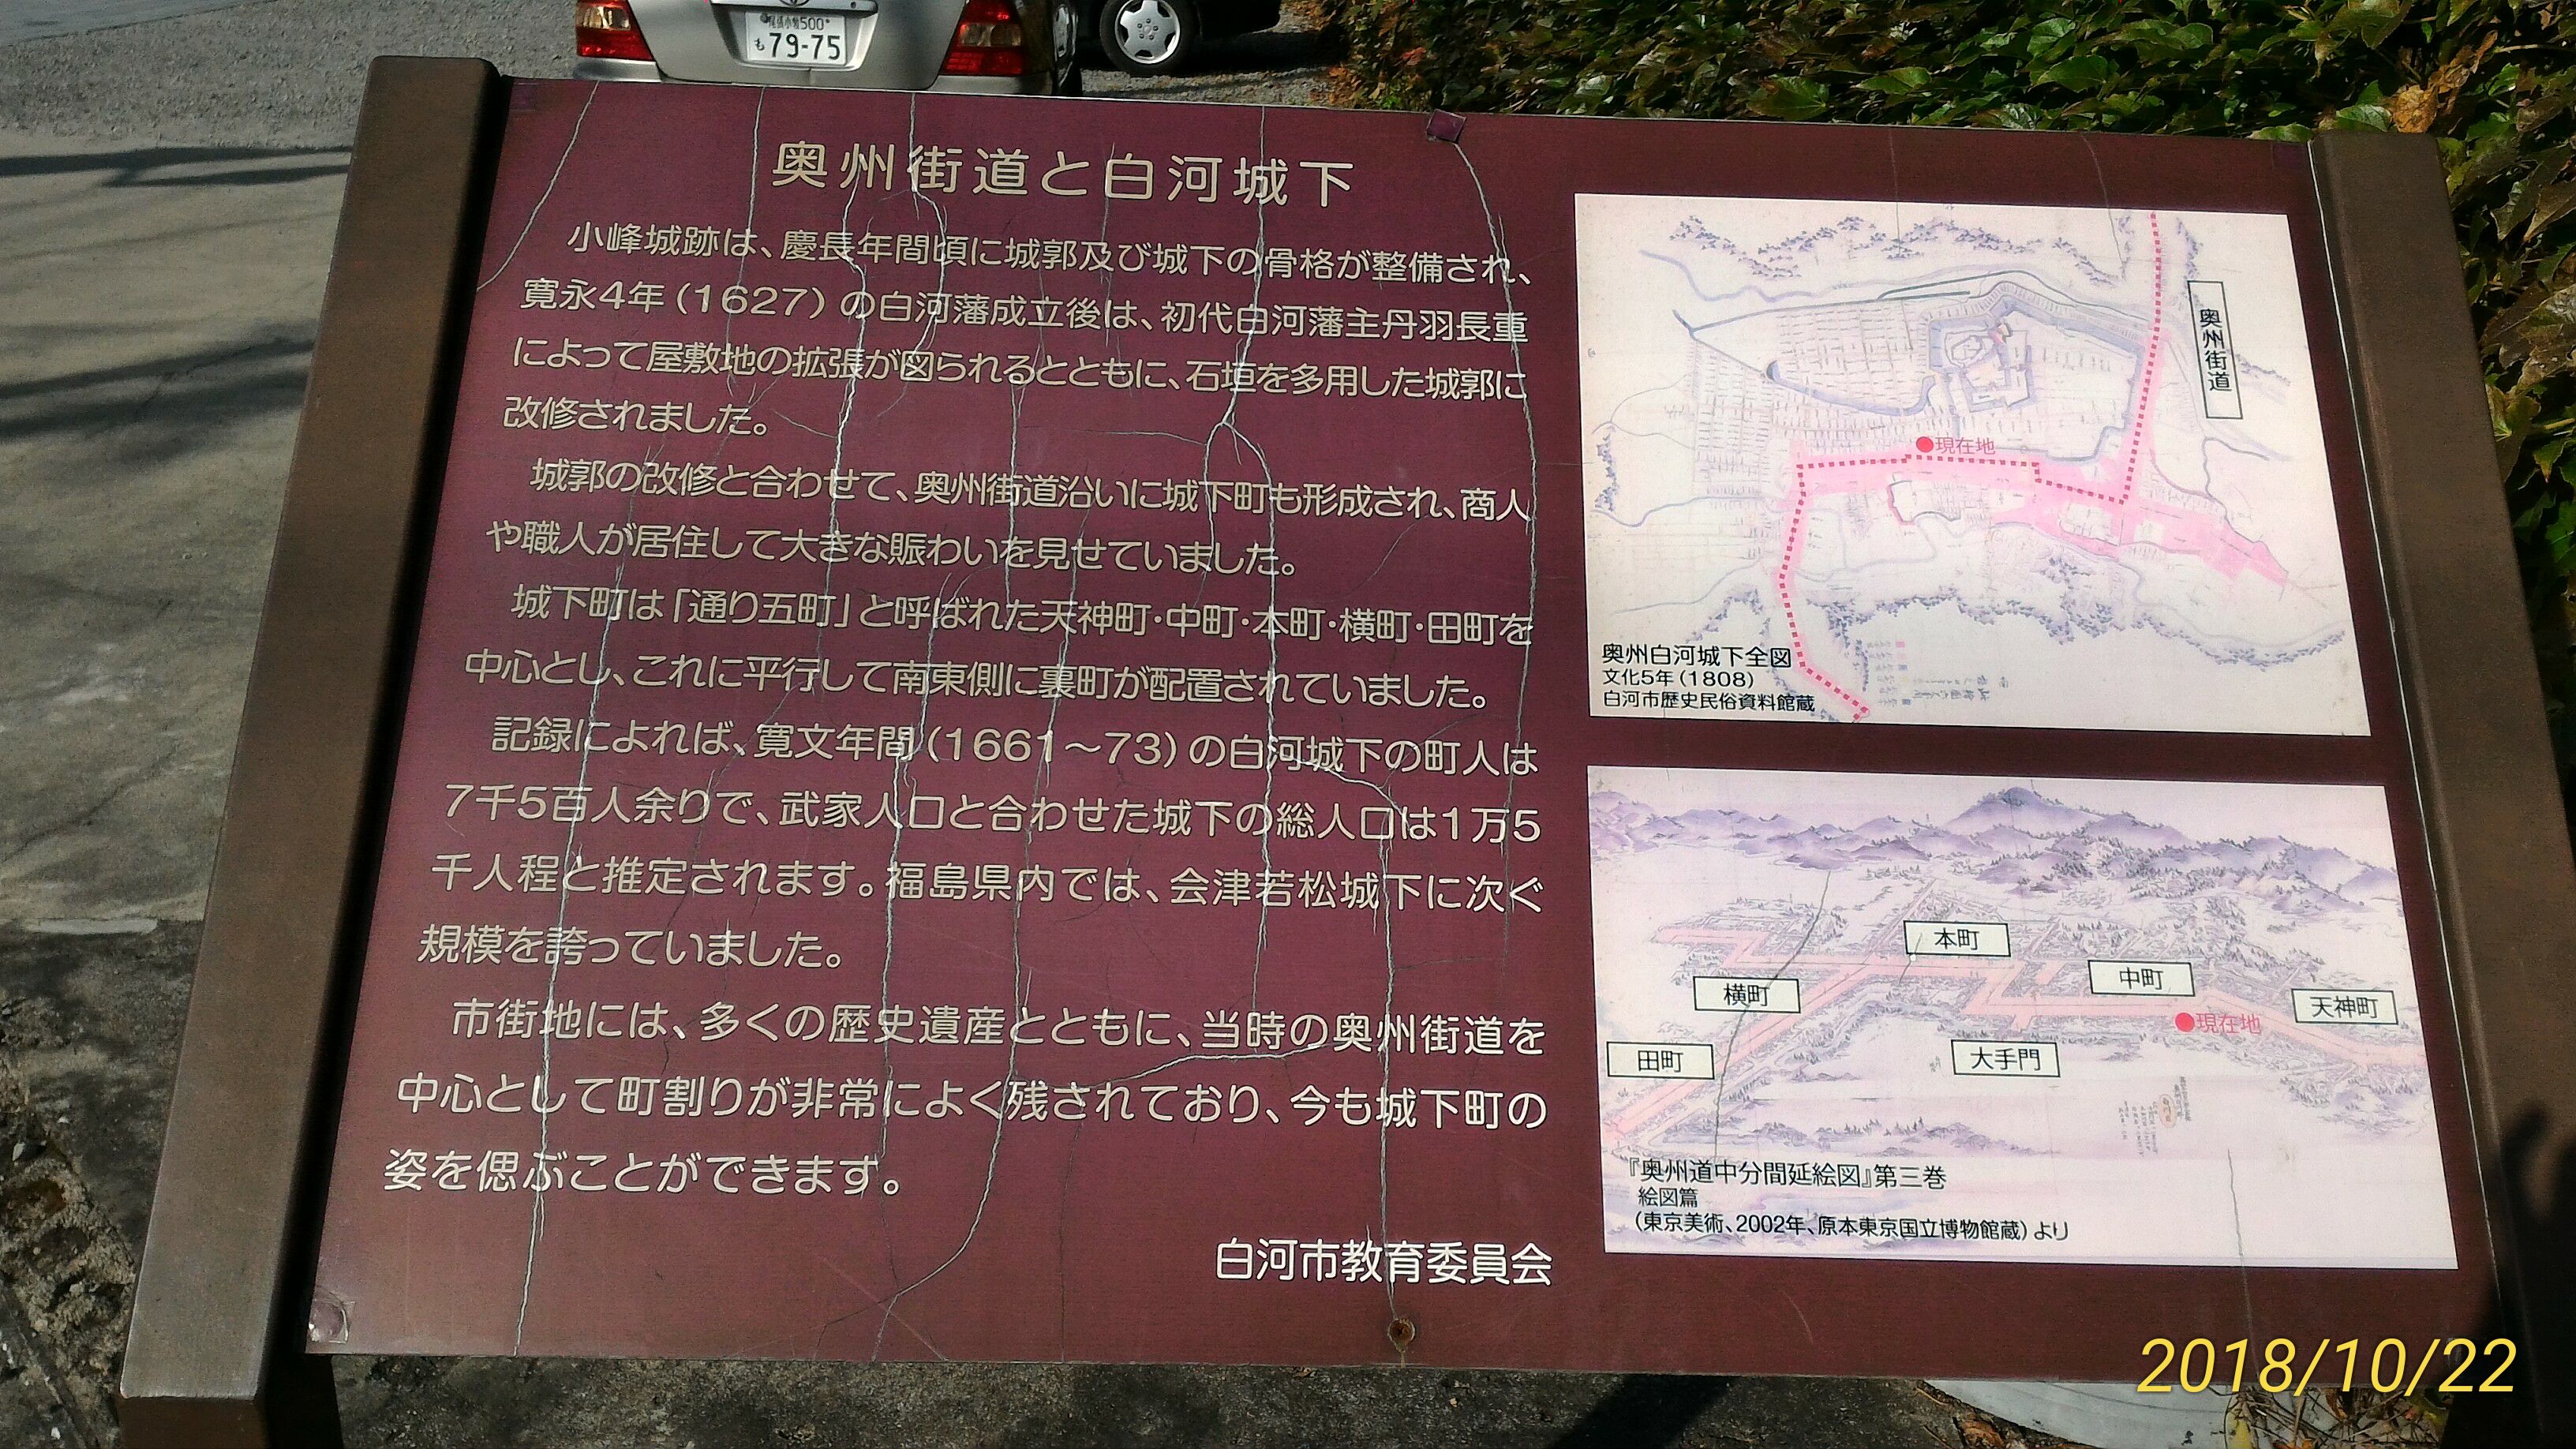 尾張小牧500
も79-75
奥州街道と白河城下
小峰城跡は、慶長年間頃に城郭及び城下の骨格が整備され、
寛永4年(1627)の白河藩成立後は、初代白河藩主丹羽長重
によって屋敷地の拡張が図られるとともに、石垣を多用した城郭に
改修されました。
城郭の改修と合わせて、奥州街道沿いに城下町も形成され、商人
や職人が居住して大きな賑わいを見せていました。
城下町は「通り五町」と呼ばれた天神町・中町・本町・横町・田町を
中心とし、これに平行して南東側に裏町が配置されていました。
記録によれば、寛文年間(1661~73)の白河城下の町人は
7千5百人余りで、武家人口と合わせた城下の総人口は1万5
千人程と推定されます。福島県内では、会津若松城下に次ぐ
規模を誇っていました。
市街地には、多くの歴史遺産とともに、当時の奥州街道を
中心として町割りが非常によく残されており、今も城下町の
姿を偲ぶことができます。
白河市教育委員会
奥州街道
現在地
奥州白河城下全図
文化5年(1808)
白河市歴史民俗資料館蔵
本町
中町
横町
天神町
現在地
田町
大手門
『奥州道中分間延絵図』第三巻
絵図篇
(東京美術、2002年、原本東京国立博物館蔵)より
2018/10/22